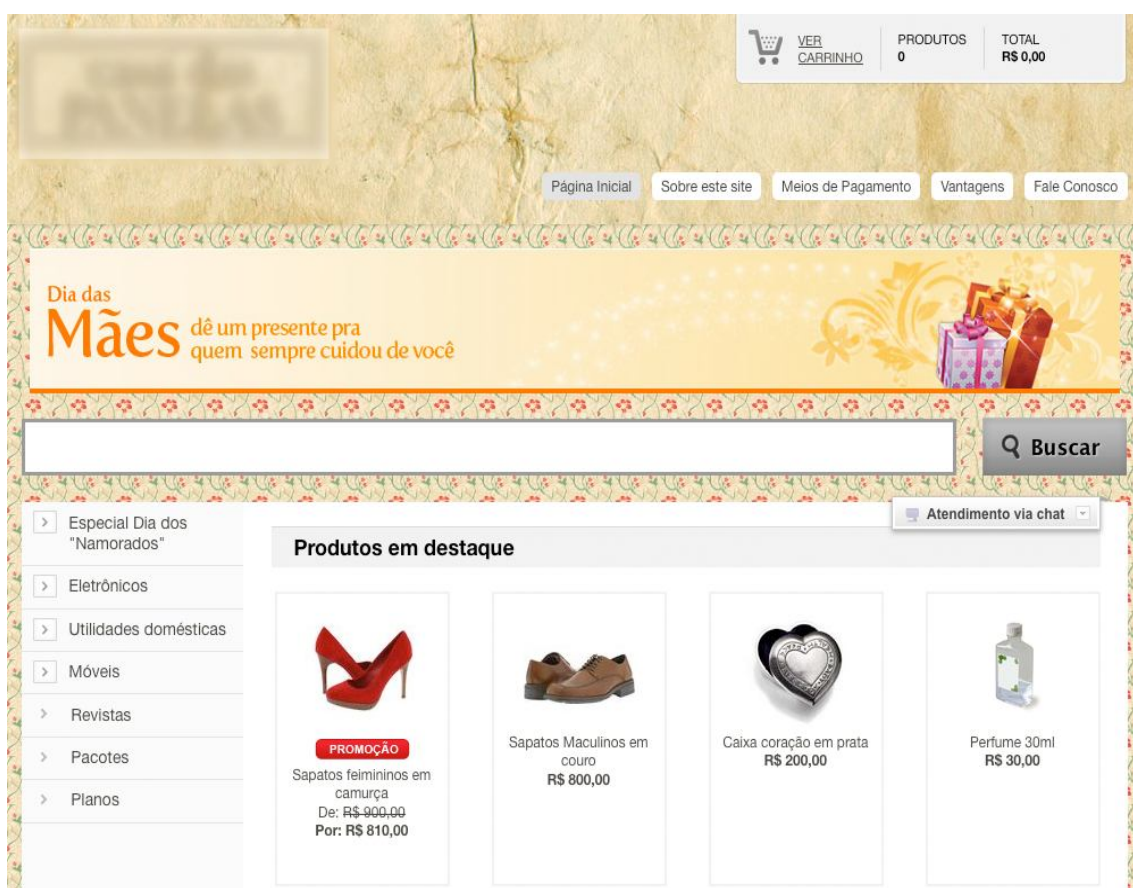 VER
CARRINHO
PRODUTOS
0
TOTAL
R$ 0,00
Página Inicial
Sobre este site
Meios de Pagamento
Vantagens
Fale Conosco
Dia das
Mães dê um presente pra
quem sempre cuidou de você
Buscar
Atendimento via chat
Especial Dia dos
"Namorados"
Eletrônicos
Utilidades domésticas
Móveis
Revistas
Pacotes
Planos
Produtos em destaque
PROMOÇÃO
Sapatos feimininos em
camurça
De: R$ 900,00
Por: R$ 810,00
Sapatos Maculinos em
couro
R$ 800,00
Caixa coração em prata
R$ 200,00
Perfume 30ml
R$ 30,00